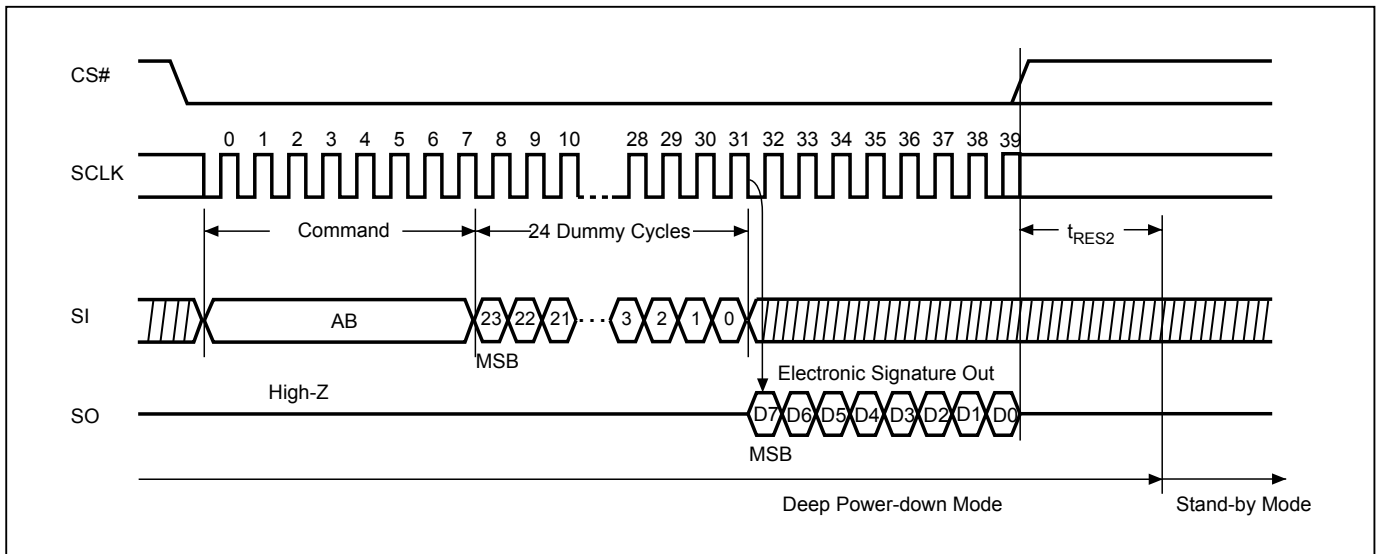 CS#
0 1 2 3 4 5 6 7 8 9 10 28 29 30 31 32 33 34 35 36 37 38 39
SCLK
Command
24 Dummy Cycles
tRES2
SI
AB
23 22 21 3 2 1 0
MSB
High-Z
Electronic Signature Out
SO
D7 D6 D5 D4 D3 D2 D1 D0
MSB
Deep Power-down Mode
Stand-by Mode